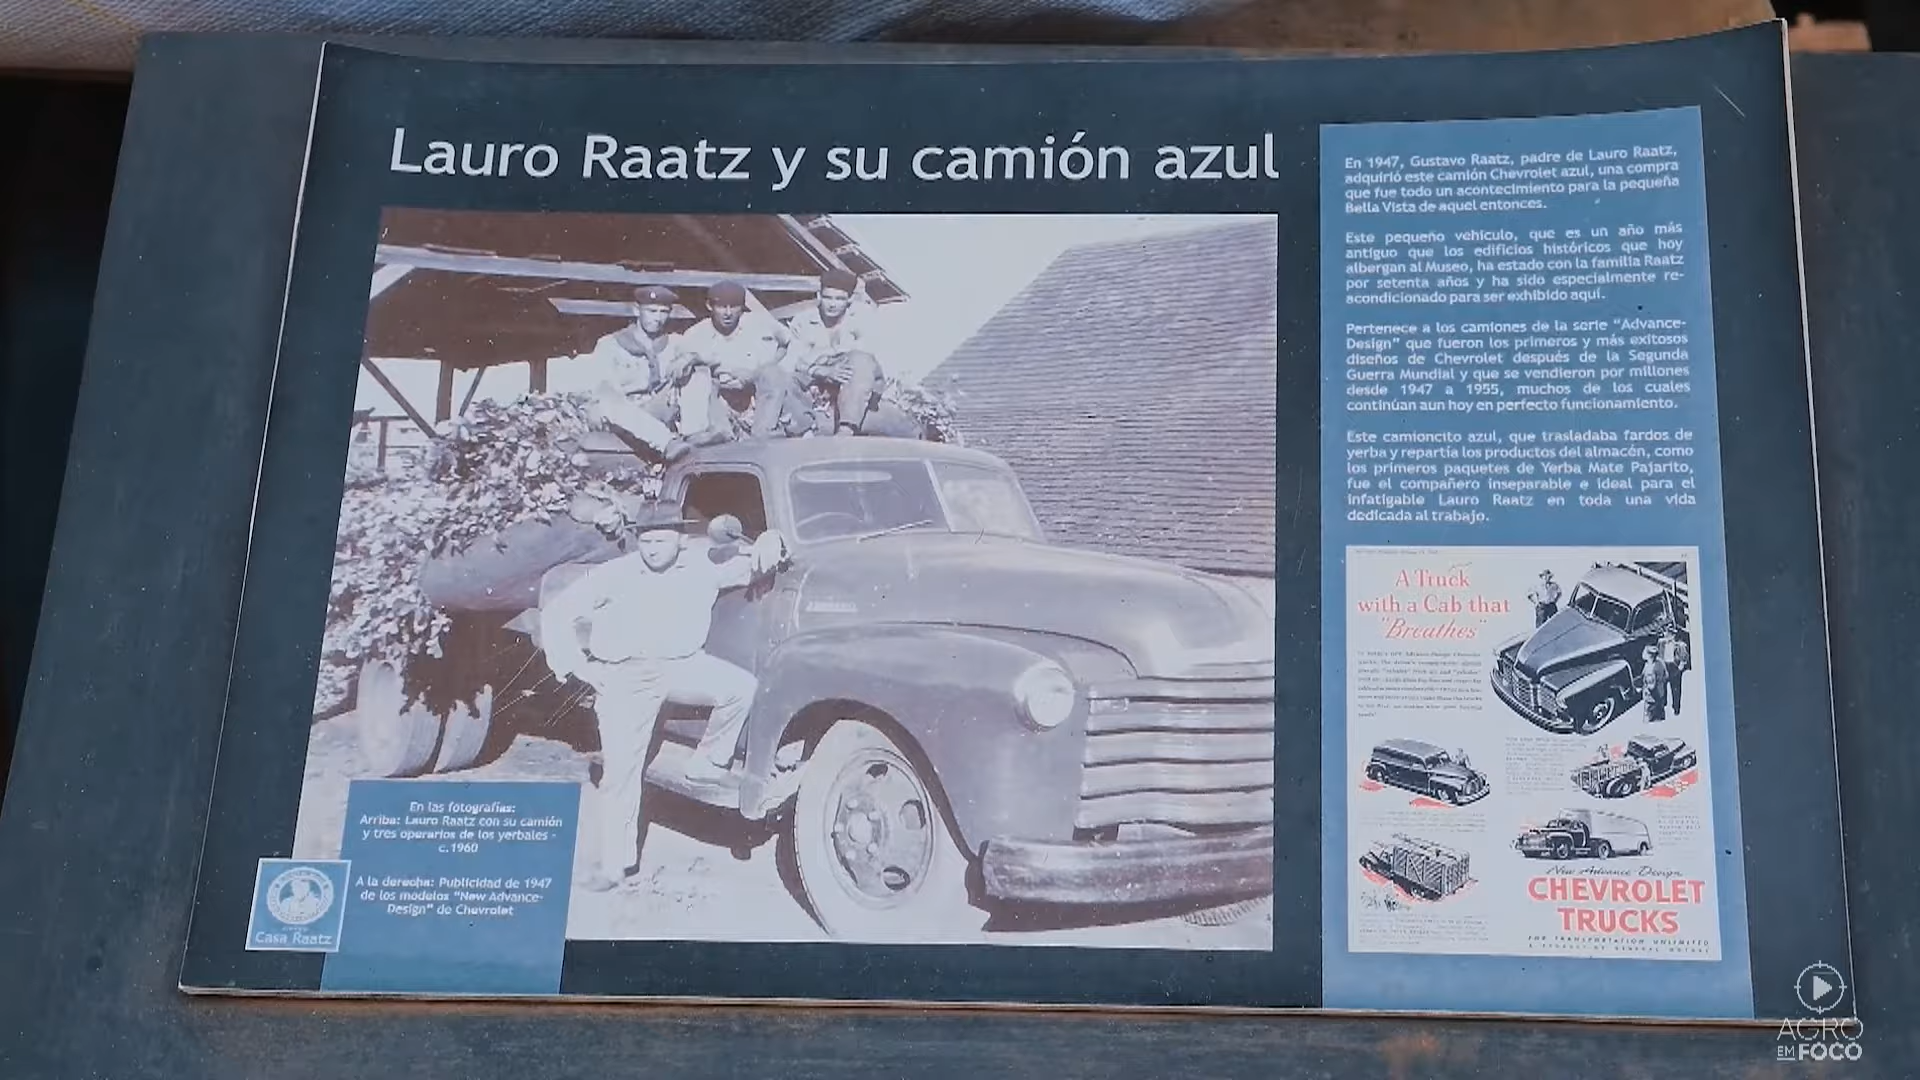 Lauro Raatz y su camión azul
En 1947, Gustavo Raatz, padre de Lauro Raatz,
adquirió este camión Chevrolet azul, una compra
que fue todo un acontecimiento para la pequeña
Bella Vista de aquel entonces.
Este pequeño vehículo, que es un año más
antiguo que los edificios históricos que hoy
albergan al Museo, ha estado con la familia Raatz
por setenta años y ha sido especialmente re-
acondicionado para ser exhibido aquí.
Pertenece a los camiones de la serie "Advance-
Design" que fueron los primeros y más exitosos
diseños de Chevrolet después de la Segunda
Guerra Mundial y que se vendieron por millones
desde 1947 a 1955, muchos de los cuales
continúan aun hoy en perfecto funcionamiento.
Este camioncito azul, que trasladaba fardos de
yerba y repartía los productos del almacén, como
los primeros paquetes de Yerba Mate Pajarito,
fue el compañero inseparable e ideal para el
infatigable Lauro Raatz en toda una vida
dedicada al trabajo.
A Truck
with a Cab that
"Breathes"
New Advance-Design
CHEVROLET
TRUCKS
FOR TRANSPORTATION UNLIMITED
En las fotografías:
Arriba: Lauro Raatz con su camión
y tres operarios de los yerbales -
c.1960
A la derecha: Publicidad de 1947
de los modelos "New Advance-
Design" de Chevrolet
Casa Raatz
AGRO
EM FOCO